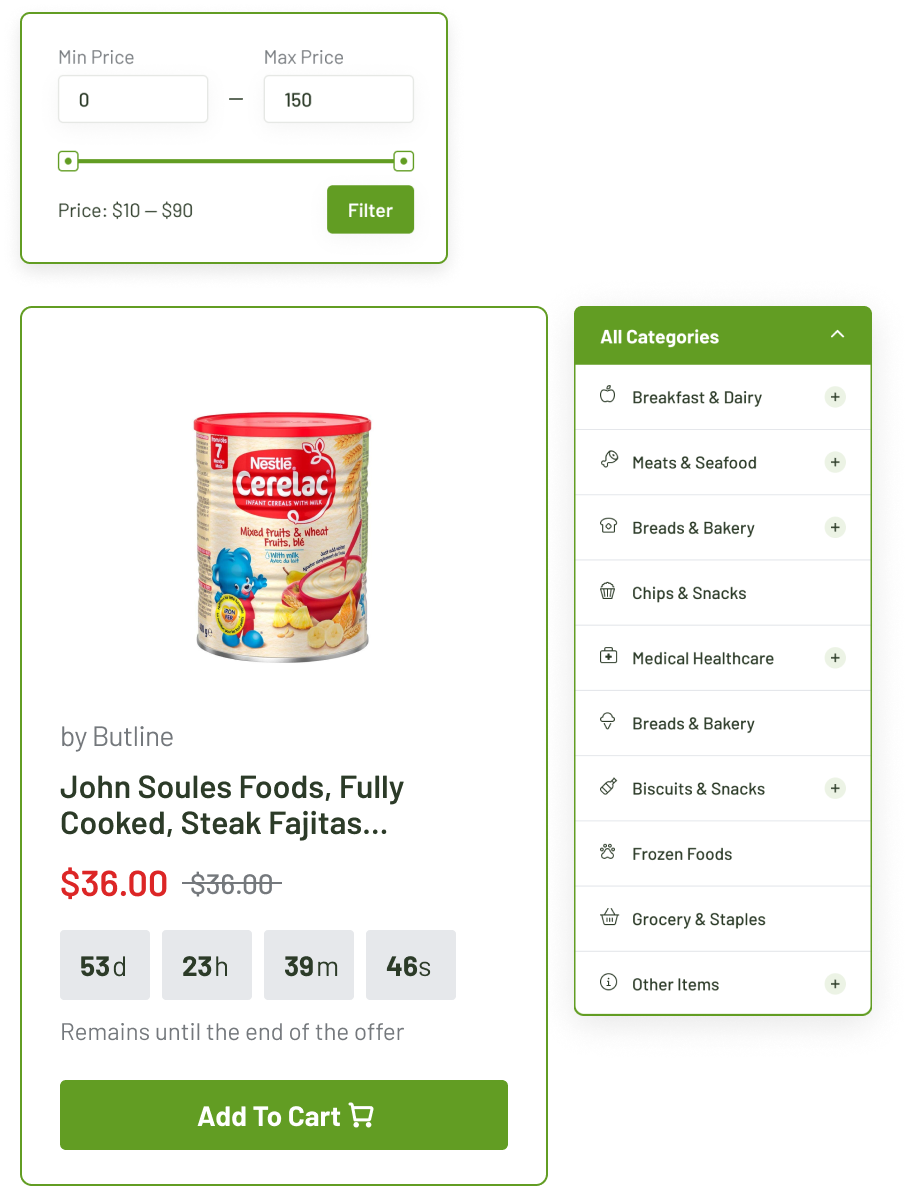 Min Price
Max Price
0
—
150
Price: $10 — $90
Filter
All Categories
Breakfast & Dairy
+
Meats & Seafood
+
Breads & Bakery
+
Chips & Snacks
Medical Healthcare
+
Breads & Bakery
Biscuits & Snacks
+
Frozen Foods
Grocery & Staples
Other Items
+
7
Nestlé
Cerelac
INFANT CEREALS WITH MILK
Mixed Fruits & Wheat
Fruits, blé
With milk
Avec du lait
by Butline
John Soules Foods, Fully
Cooked, Steak Fajitas...
$36.00 $36.00
53d 23h 39m 46s
Remains until the end of the offer
Add To Cart